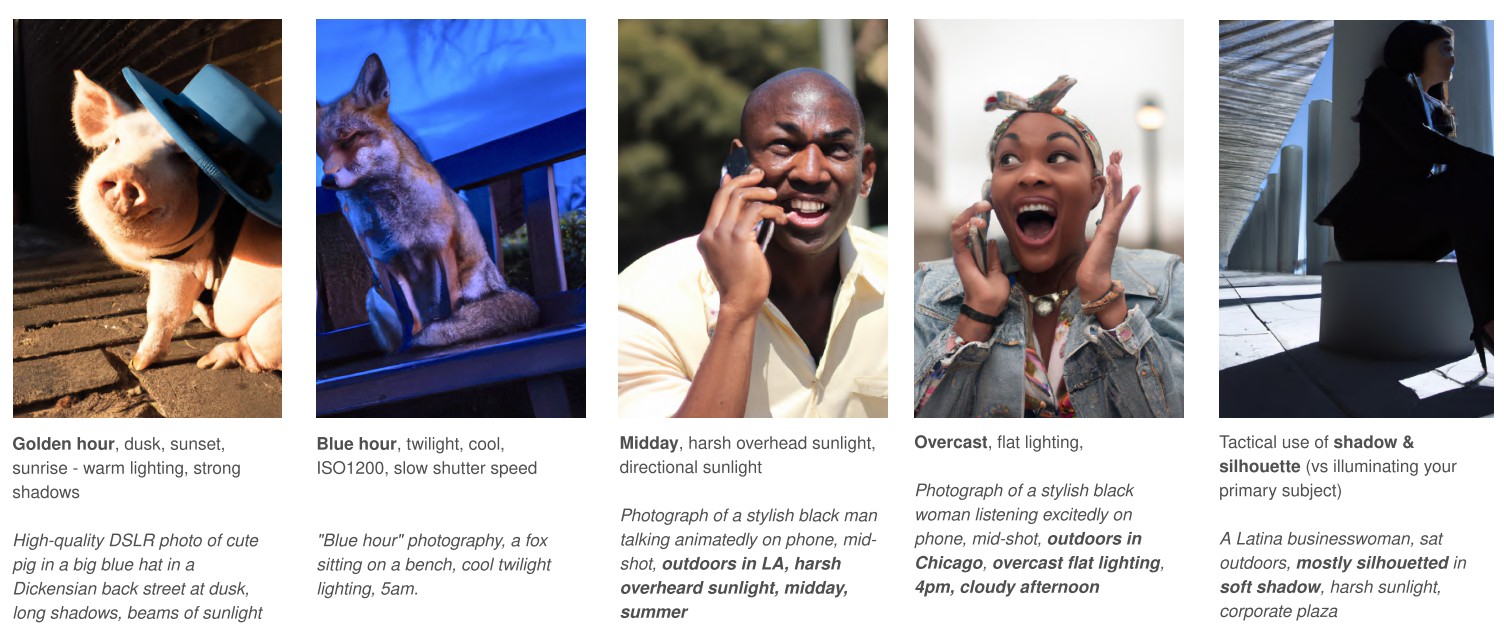 Golden hour, dusk, sunset,
sunrise - warm lighting, strong
shadows
High-quality DSLR photo of cute
pig in a big blue hat in a
Dickensian back street at dusk,
long shadows, beams of sunlight
Blue hour, twilight, cool,
ISO1200, slow shutter speed
"Blue hour" photography, a fox
sitting on a bench, cool twilight
lighting, 5am.
Midday, harsh overhead sunlight,
directional sunlight
Photograph of a stylish black man
talking animatedly on phone, mid-
shot, outdoors in LA, harsh
overheard sunlight, midday,
summer
Overcast, flat lighting,
Photograph of a stylish black
woman listening excitedly on
phone, mid-shot, outdoors in
Chicago, overcast flat lighting,
4pm, cloudy afternoon
Tactical use of shadow &
silhouette (vs illuminating your
primary subject)
A Latina businesswoman, sat
outdoors, mostly silhouetted in
soft shadow, harsh sunlight,
corporate plaza